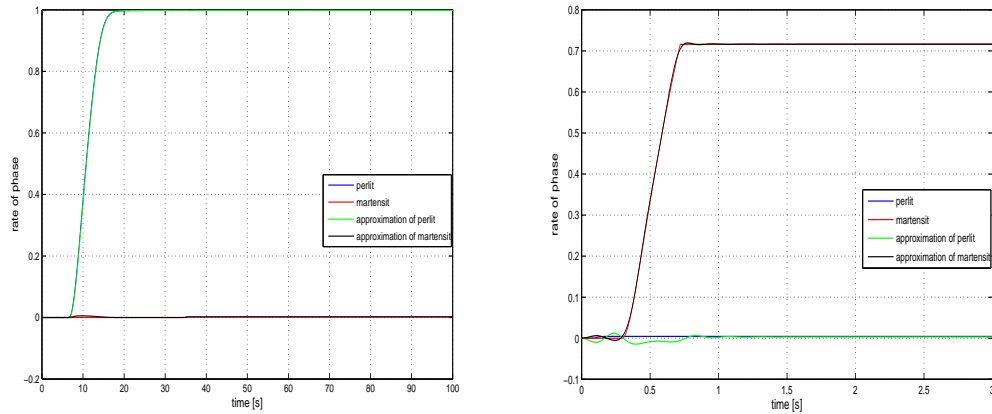 1
0.8
0.6
0.4
0.2
0
−0.2
rate of phase
0 10 20 30 40 50 60 70 80 90 100
time [s]
perlit
martensit
approximation of perlit
approximation of martensit
0.8
0.7
0.6
0.5
0.4
0.3
0.2
0.1
0
−0.1
rate of phase
0 0.5 1 1.5 2 2.5 3
time [s]
perlit
martensit
approximation of perlit
approximation of martensit